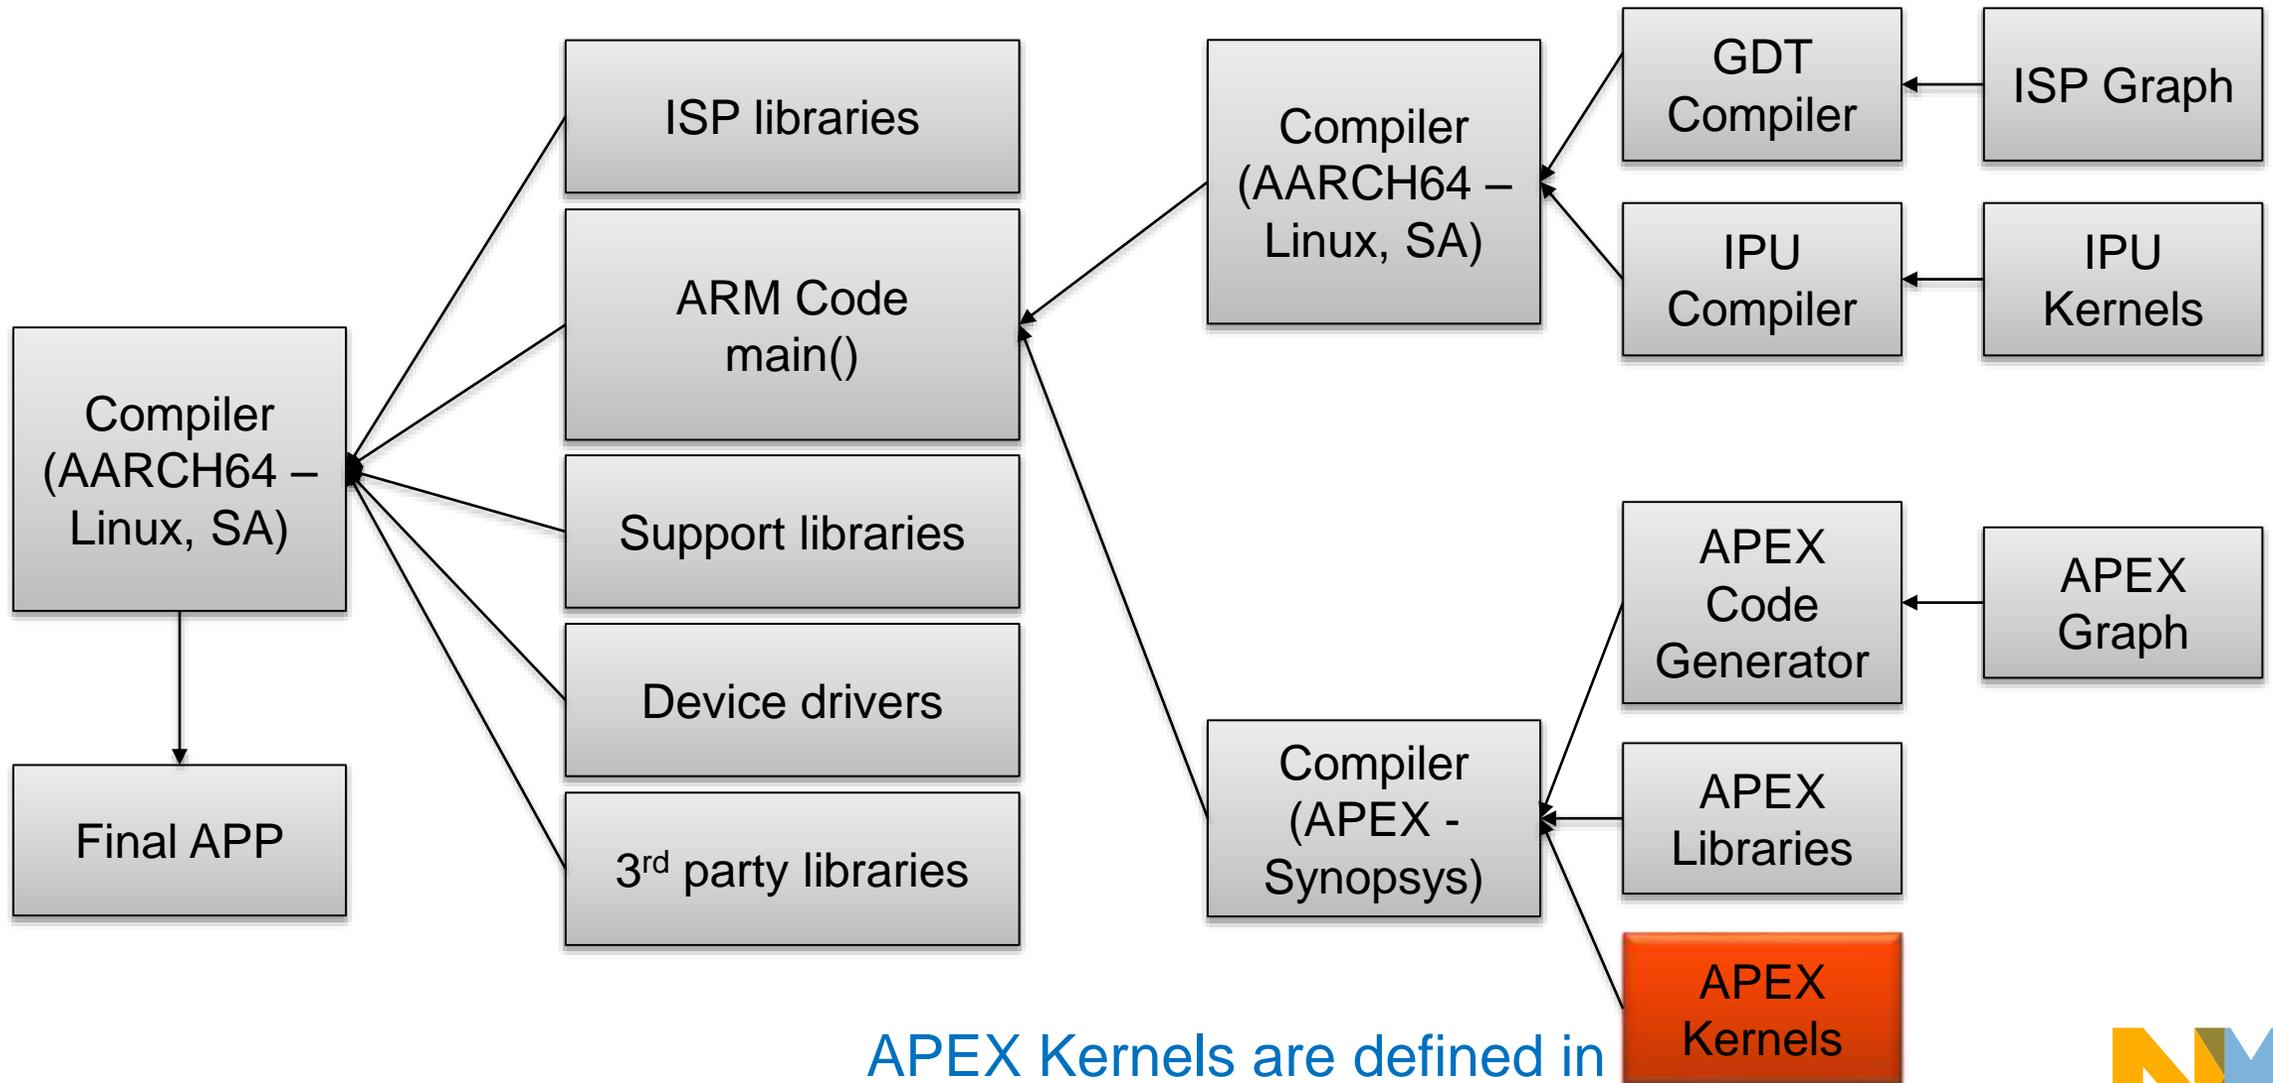 ISP libraries
ARM Code
main()
Support libraries
Device drivers
3rd party libraries
Compiler
(AARCH64 –
Linux, SA)
Final APP
Compiler
(AARCH64 –
Linux, SA)
GDT
Compiler
ISP Graph
IPU
Compiler
IPU
Kernels
Compiler
(APEX -
Synopsys)
APEX
Code
Generator
APEX
Graph
APEX
Libraries
APEX
Kernels
APEX Kernels are defined in